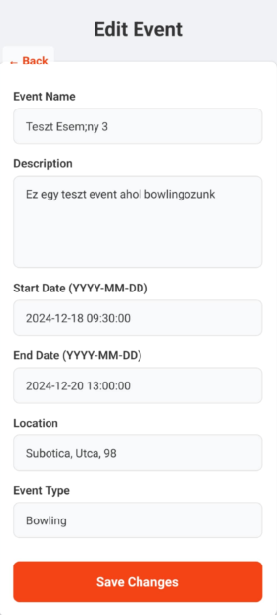 Edit Event
← Back
Event Name
Teszt Esem;ny 3
Description
Ez egy teszt event ahol bowlingozunk
Start Date (YYYY-MM-DD)
2024-12-18 09:30:00
End Date (YYYY-MM-DD)
2024-12-20 13:00:00
Location
Subotica, Utca, 98
Event Type
Bowling
Save Changes